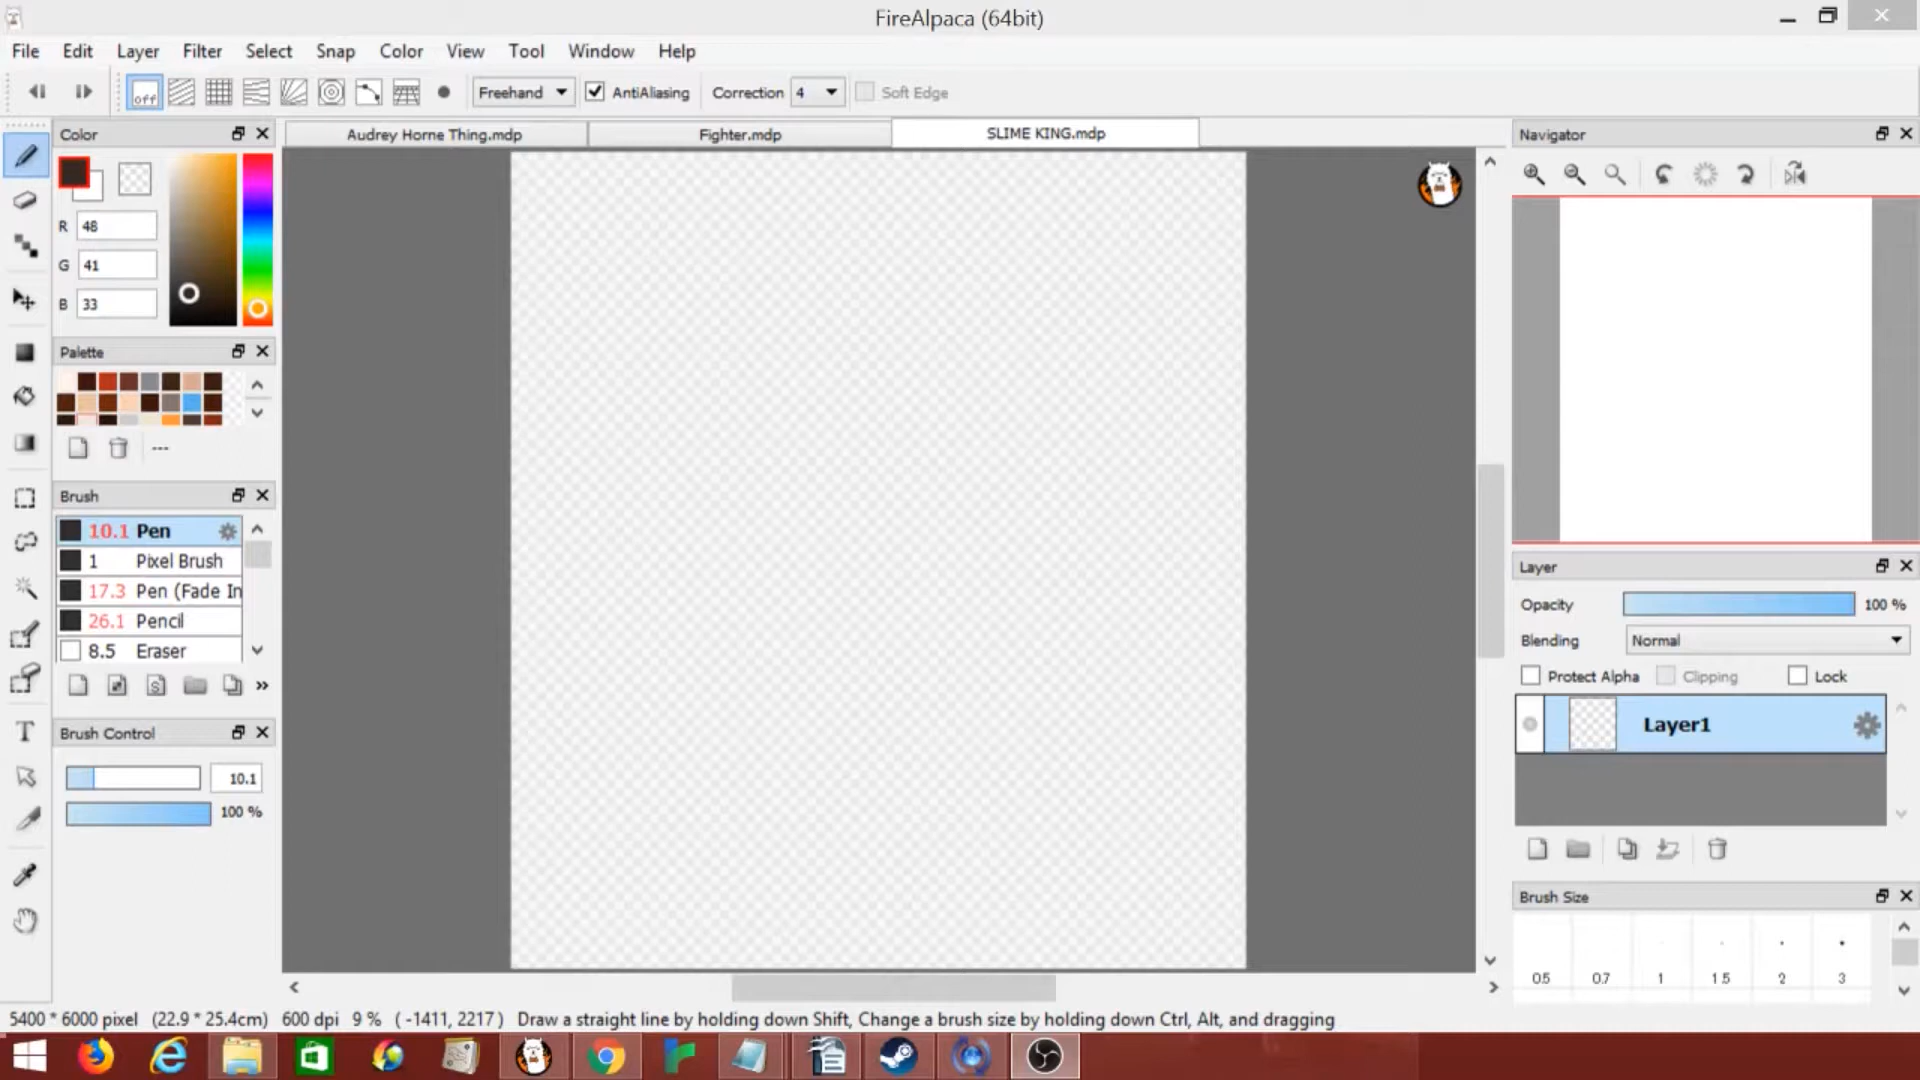 FireAlpaca (64bit)
File Edit Layer Filter Select Snap Color View Tool Window Help
off Freehand AntiAliasing Correction 4 Soft Edge
Color
Audrey Horne Thing.mdp Fighter.mdp SLIME KING.mdp
Navigator
R 48
G 41
B 33
Palette
---
Brush
10.1 Pen
1 Pixel Brush
17.3 Pen (Fade In
26.1 Pencil
8.5 Eraser
S
T
Brush Control
10.1
100 %
Layer
Opacity 100 %
Blending Normal
Protect Alpha Clipping Lock
Layer1
Brush Size
0.5 0.7 1 1.5 2 3
5400 * 6000 pixel (22.9 * 25.4cm) 600 dpi 9 % ( -1411, 2217 ) Draw a straight line by holding down Shift, Change a brush size by holding down Ctrl, Alt, and dragging